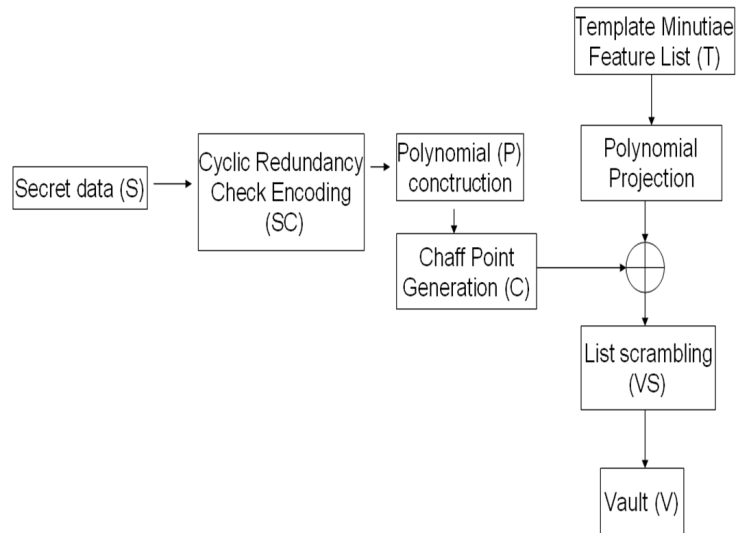 Template Minutiae
Feature List (T)
Secret data (S)
Cyclic Redundancy
Check Encoding
(SC)
Polynomial (P)
conctruction
Polynomial
Projection
Chaff Point
Generation (C)
List scrambling
(VS)
Vault (V)